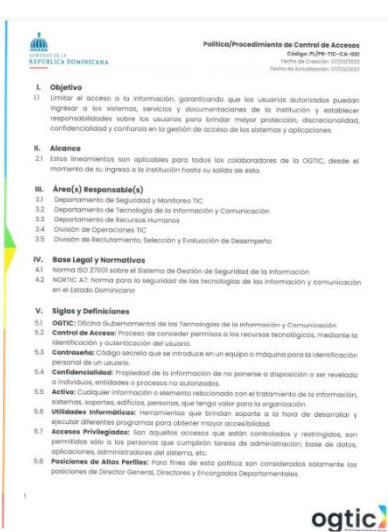 GOBIERNO DE LA
REPÚBLICA DOMINICANA
Política/Procedimiento de Control de Accesos
Código: PL/PR-TIC-CA-001
Fecha de Creación: 07/03/2023
Fecha de Actualización: 07/03/2023
I. Objetivo
1.1 Limitar el acceso a la información, garantizando que los usuarios autorizados puedan
ingresar a los sistemas, servicios y documentaciones de la institución y establecer
responsabilidades sobre los usuarios para brindar mayor protección, discrecionalidad,
confidencialidad y confianza en la gestión de acceso de los sistemas y aplicaciones.
II. Alcance
2.1 Estos lineamientos son aplicables para todos los colaboradores de la OGTIC, desde el
momento de su ingreso a la institución hasta su salida de esta.
III. Área(s) Responsable(s)
3.1 Departamento de Seguridad y Monitoreo TIC
3.2 Departamento de Tecnología de la Información y Comunicación
3.3 Departamento de Recursos Humanos
3.4 División de Operaciones TIC
3.5 División de Reclutamiento, Selección y Evaluación de Desempeño
IV. Base Legal y Normativas
4.1 Norma ISO 27001 sobre el Sistema de Gestión de Seguridad de la Información
4.2 NORTIC A7: Norma para la seguridad de las tecnologías de las información y comunicación
en el Estado Dominicano
V. Siglas y Definiciones
5.1 OGTIC: Oficina Gubernamental de las Tecnologías de la Información y Comunicación
5.2 Control de Acceso: Proceso de conceder permisos a los recursos tecnológicos, mediante la
identificación y autenticación del usuario.
5.3 Contraseña: Código secreto que se introduce en un equipo o máquina para la identificación
personal de un usuario.
5.4 Confidencialidad: Propiedad de la información de no ponerse a disposición o ser revelada
a individuos, entidades o procesos no autorizados.
5.5 Activo: Cualquier información o elemento relacionado con el tratamiento de la información,
sistemas, soportes, edificios, personas, que tenga valor para la organización.
5.6 Utilidades Informáticas: Herramientas que brindan soporte a la hora de desarrollar y
ejecutar diferentes programas para obtener mayor accesibilidad.
5.7 Accesos Privilegiados: Son aquellos accesos que están controlados y restringidos, son
permitidos sólo a las personas que cumplirán tareas de administración; base de datos,
aplicaciones, administradores del sistema, etc.
5.8 Posiciones de Altos Perfiles: Para fines de esta política son considerados solamente las
posiciones de Director General, Directores y Encargados Departamentales.
1
ogtic